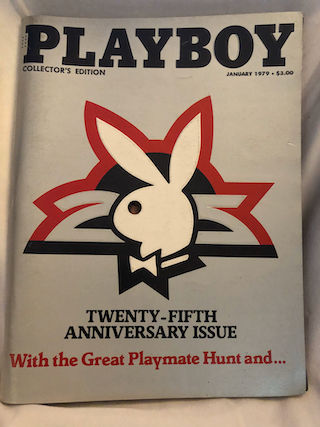 PLAYBOY
COLLECTOR'S EDITION
JANUARY 1979 • $3.00
TWENTY-FIFTH
ANNIVERSARY ISSUE
With the Great Playmate Hunt and...